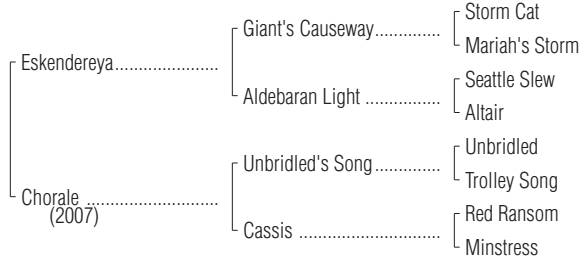 Storm Cat
Giant's Causeway..............
Mariah's Storm
Eskendereya.......................
Seattle Slew
Aldebaran Light ................
Altair
Unbridled
Unbridled's Song..............
Trolley Song
Chorale .............................
(2007)
Red Ransom
Cassis ...............................
Minstress